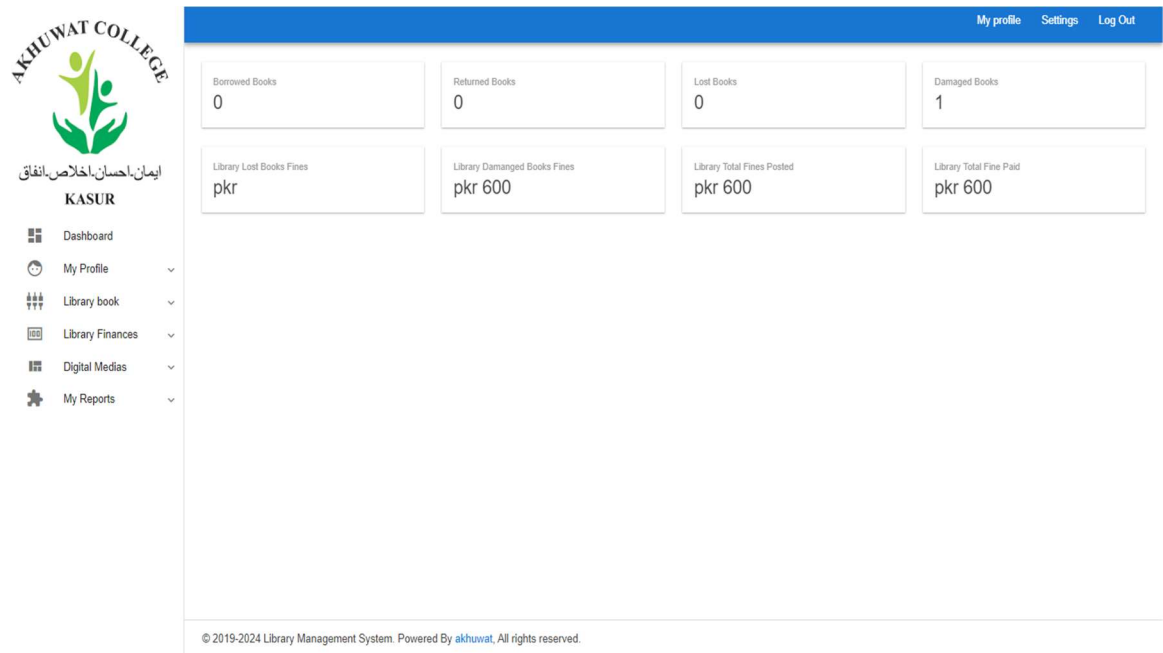 AKHUWAT COLLEGE
ایمان۔احسان۔اخلاص۔انفاق
KASUR
Dashboard
My Profile
Library book
Library Finances
Digital Medias
My Reports
My profile Settings Log Out
Borrowed Books Returned Books Lost Books Damaged Books
0 0 0 1
Library Lost Books Fines Library Damanged Books Fines Library Total Fines Posted Library Total Fine Paid
pkr pkr 600 pkr 600 pkr 600
© 2019-2024 Library Management System. Powered By akhuwat, All rights reserved.